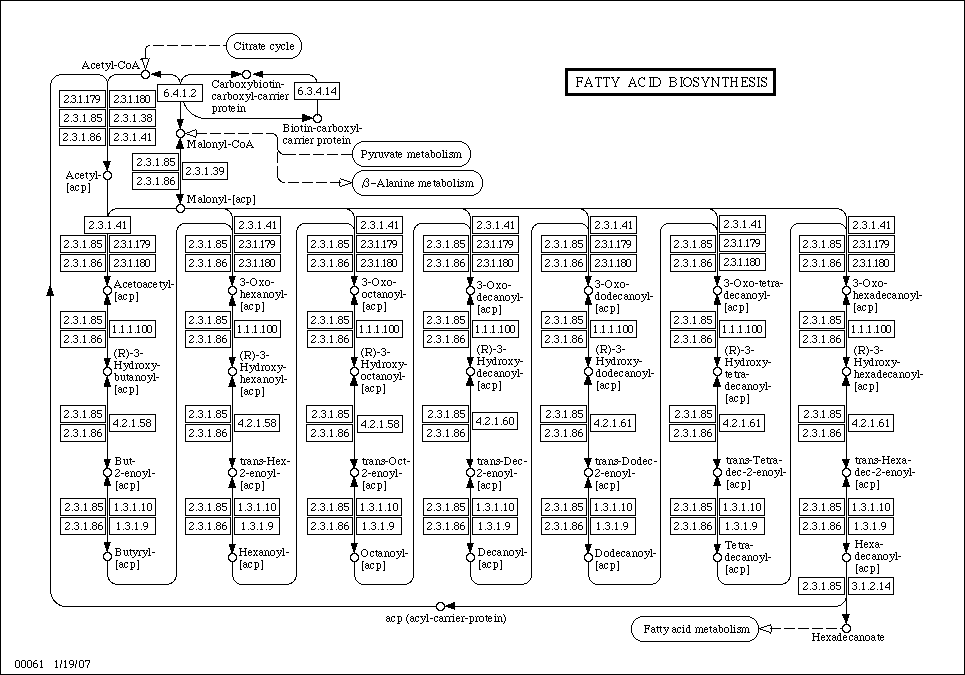 Citrate cycle
Acetyl-CoA
FATTY ACID BIOSYNTHESIS
Carboxybiotin-
carboxyl-carrier
protein
6.4.1.2
6.3.4.14
2.3.1.179
2.3.1.180
2.3.1.85
2.3.1.38
2.3.1.86
2.3.1.41
Biotin-carboxyl-
carrier protein
Malonyl-CoA
Pyruvate metabolism
2.3.1.85
2.3.1.86
2.3.1.39
Acetyl-
[acp]
β-Alanine metabolism
Malonyl-[acp]
2.3.1.41
2.3.1.41
2.3.1.41
2.3.1.41
2.3.1.41
2.3.1.41
2.3.1.41
2.3.1.85
2.3.1.179
2.3.1.85
2.3.1.179
2.3.1.85
2.3.1.179
2.3.1.85
2.3.1.179
2.3.1.85
2.3.1.179
2.3.1.85
2.3.1.179
2.3.1.85
2.3.1.179
2.3.1.86
2.3.1.180
2.3.1.86
2.3.1.180
2.3.1.86
2.3.1.180
2.3.1.86
2.3.1.180
2.3.1.86
2.3.1.180
2.3.1.86
2.3.1.180
2.3.1.86
2.3.1.180
Acetoacetyl-
[acp]
3-Oxo-
hexanoyl-
[acp]
3-Oxo-
octanoyl-
[acp]
3-Oxo-
decanoyl-
[acp]
3-Oxo-
dodecanoyl-
[acp]
3-Oxo-tetra-
decanoyl-
[acp]
3-Oxo-
hexadecanoyl-
[acp]
2.3.1.85
2.3.1.86
1.1.1.100
2.3.1.85
2.3.1.86
1.1.1.100
2.3.1.85
2.3.1.86
1.1.1.100
2.3.1.85
2.3.1.86
1.1.1.100
2.3.1.85
2.3.1.86
1.1.1.100
2.3.1.85
2.3.1.86
1.1.1.100
2.3.1.85
2.3.1.86
1.1.1.100
(R)-3-
Hydroxy-
butanoyl-
[acp]
(R)-3-
Hydroxy-
hexanoyl-
[acp]
(R)-3-
Hydroxy-
octanoyl-
[acp]
(R)-3-
Hydroxy-
decanoyl-
[acp]
(R)-3-
Hydroxy-
dodecanoyl-
[acp]
(R)-3-
Hydroxy-
tetra-
decanoyl-
[acp]
(R)-3-
Hydroxy-
hexadecanoyl-
[acp]
2.3.1.85
2.3.1.86
4.2.1.58
2.3.1.85
2.3.1.86
4.2.1.58
2.3.1.85
2.3.1.86
4.2.1.58
2.3.1.85
2.3.1.86
4.2.1.60
2.3.1.85
2.3.1.86
4.2.1.61
2.3.1.85
2.3.1.86
4.2.1.61
2.3.1.85
2.3.1.86
4.2.1.61
But-
2-enoyl-
[acp]
trans-Hex-
2-enoyl-
[acp]
trans-Oct-
2-enoyl-
[acp]
trans-Dec-
2-enoyl-
[acp]
trans-Dodec-
2-enoyl-
[acp]
trans-Tetra-
dec-2-enoyl-
[acp]
trans-Hexa-
dec-2-enoyl-
[acp]
2.3.1.85
1.3.1.10
2.3.1.85
1.3.1.10
2.3.1.85
1.3.1.10
2.3.1.85
1.3.1.10
2.3.1.85
1.3.1.10
2.3.1.85
1.3.1.10
2.3.1.85
1.3.1.10
2.3.1.86
1.3.1.9
2.3.1.86
1.3.1.9
2.3.1.86
1.3.1.9
2.3.1.86
1.3.1.9
2.3.1.86
1.3.1.9
2.3.1.86
1.3.1.9
2.3.1.86
1.3.1.9
Butyryl-
[acp]
Hexanoyl-
[acp]
Octanoyl-
[acp]
Decanoyl-
[acp]
Dodecanoyl-
[acp]
Tetra-
decanoyl-
[acp]
Hexa-
decanoyl-
[acp]
2.3.1.85
3.1.2.14
acp (acyl-carrier-protein)
Fatty acid metabolism
Hexadecanoate
00061 1/19/07